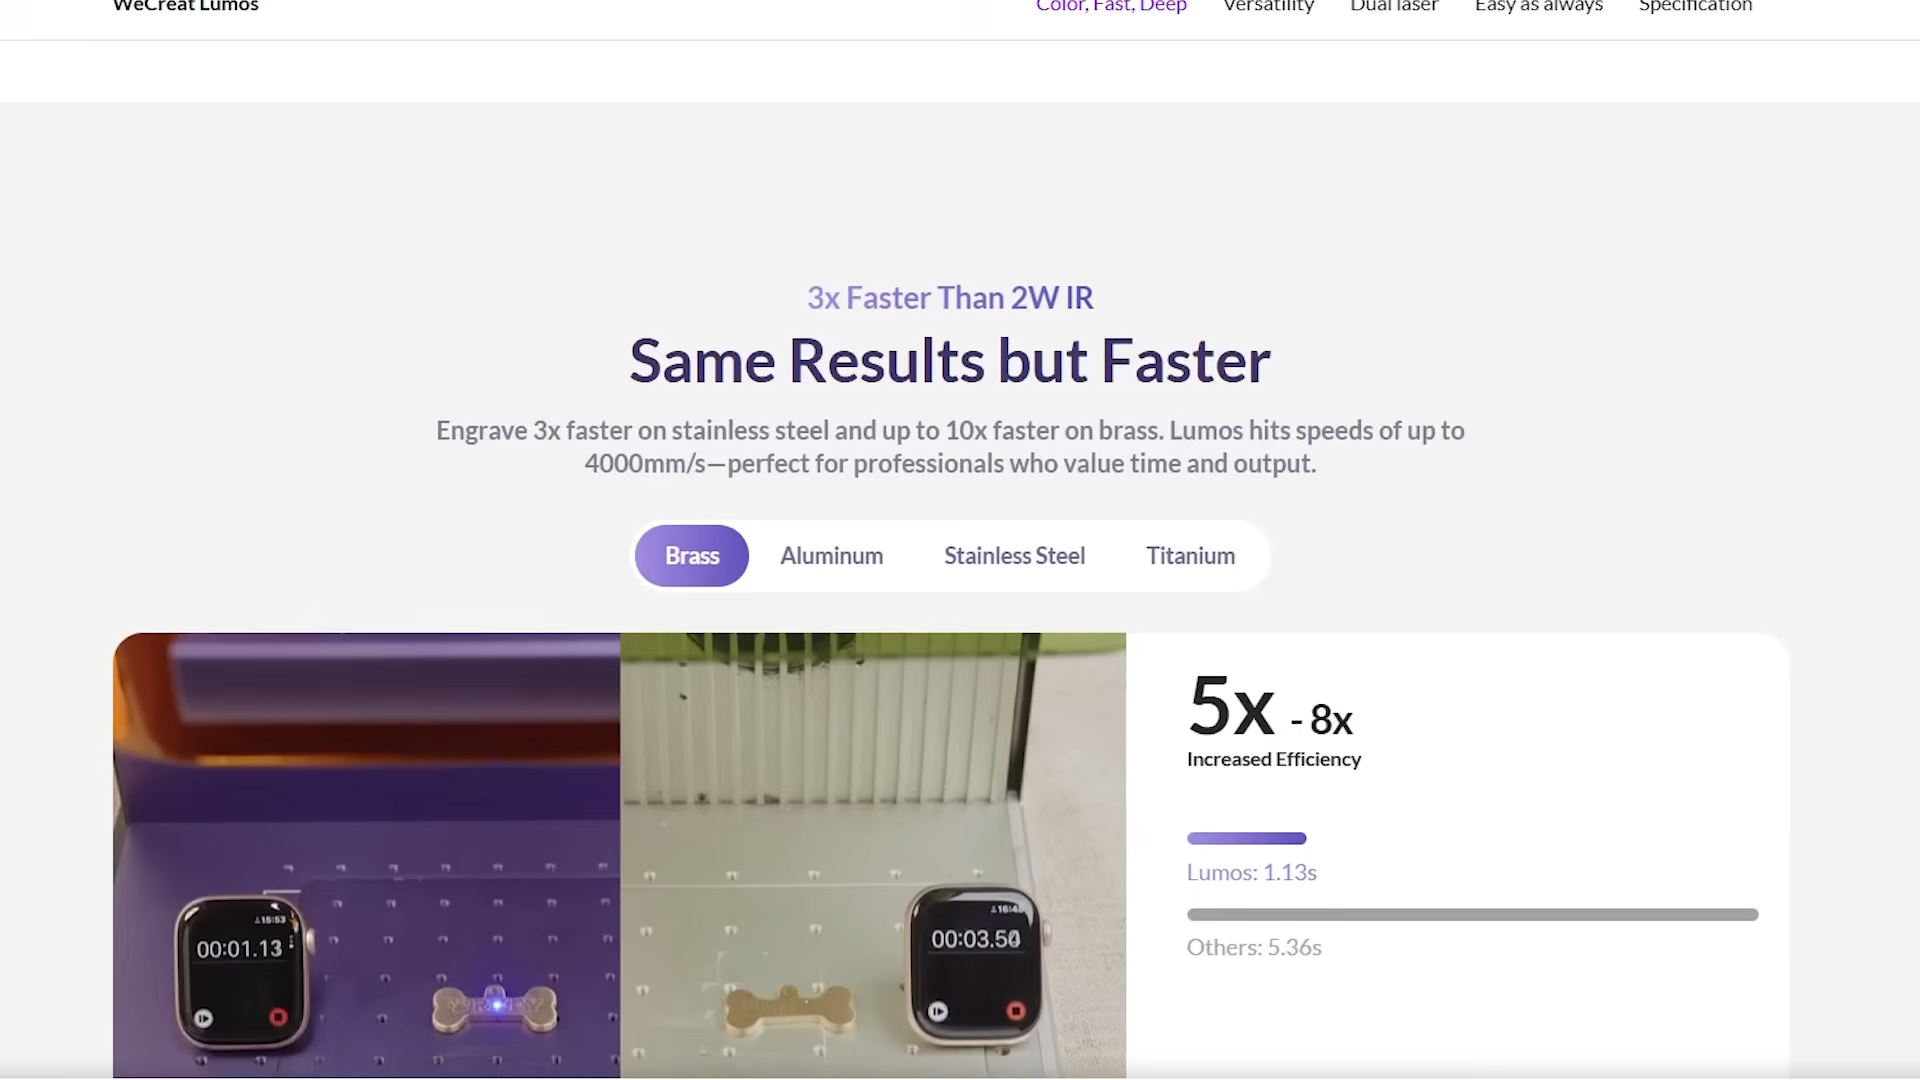 WeCreat Lumos
Color, Fast, Deep Versatility Dual laser Easy as always Specification
3x Faster Than 2W IR
Same Results but Faster
Engrave 3x faster on stainless steel and up to 10x faster on brass. Lumos hits speeds of up to
4000mm/s—perfect for professionals who value time and output.
Brass Aluminum Stainless Steel Titanium
5x - 8x
Increased Efficiency
Lumos: 1.13s
Others: 5.36s
15:53
00:01.13
00:03.50